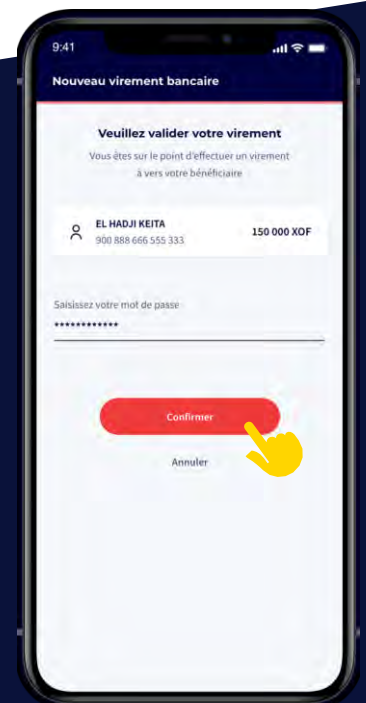 9:41
Nouveau virement bancaire
Veuillez valider votre virement
Vous êtes sur le point d'effectuer un virement
à vers votre bénéficiaire
EL HADJI KEITA
900 888 666 555 333
150 000 XOF
Saisissez votre mot de passe
************
Confirmer
Annuler